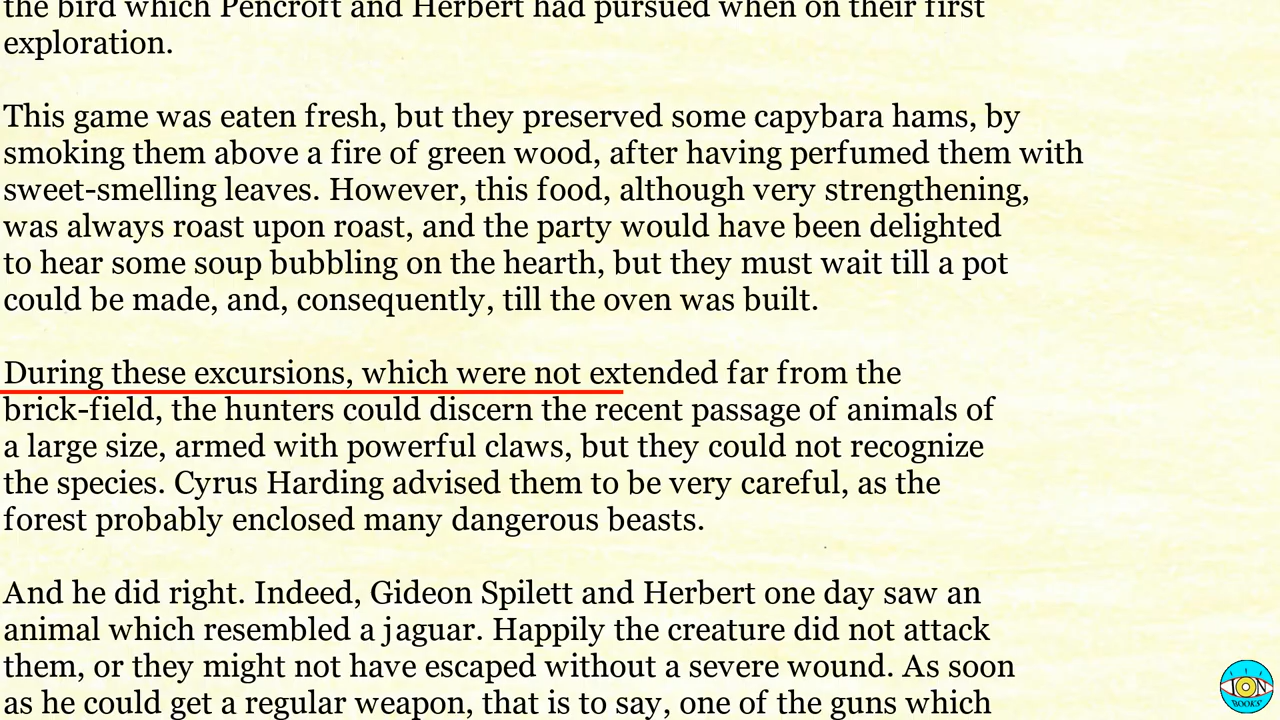 the bird which Pencroft and Herbert had pursued when on their first
exploration.
This game was eaten fresh, but they preserved some capybara hams, by
smoking them above a fire of green wood, after having perfumed them with
sweet-smelling leaves. However, this food, although very strengthening,
was always roast upon roast, and the party would have been delighted
to hear some soup bubbling on the hearth, but they must wait till a pot
could be made, and, consequently, till the oven was built.
During these excursions, which were not extended far from the
brick-field, the hunters could discern the recent passage of animals of
a large size, armed with powerful claws, but they could not recognize
the species. Cyrus Harding advised them to be very careful, as the
forest probably enclosed many dangerous beasts.
And he did right. Indeed, Gideon Spilett and Herbert one day saw an
animal which resembled a jaguar. Happily the creature did not attack
them, or they might not have escaped without a severe wound. As soon
as he could get a regular weapon, that is to say, one of the guns which
ION
BOOKS